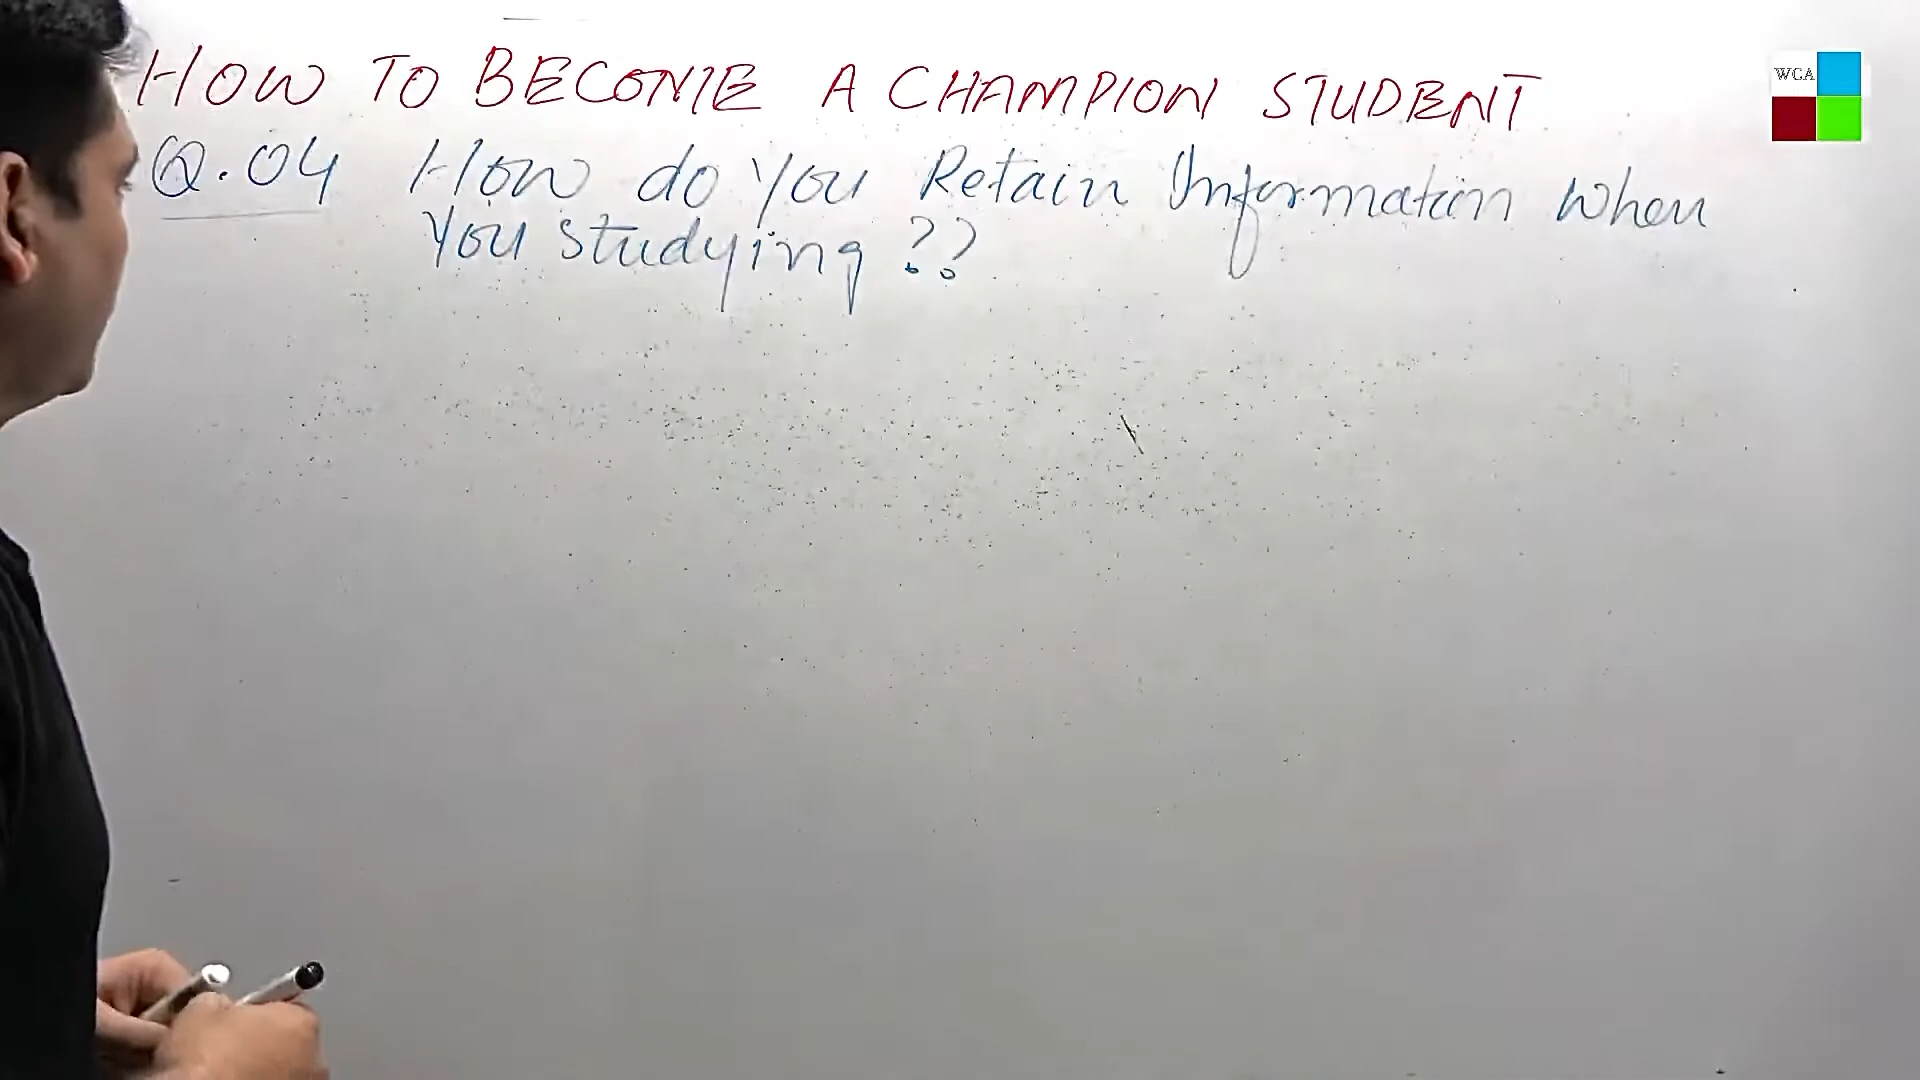 HOW TO BECOME A CHAMPION STUDENT
WCA
Q.04 How do you Retain Information When
You studying ??